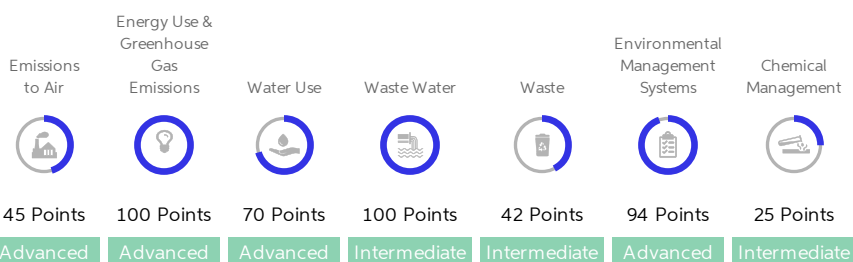 Emissions
to Air
Energy Use &
Greenhouse
Gas
Emissions
Water Use
Waste Water
Waste
Environmental
Management
Systems
Chemical
Management
45 Points
100 Points
70 Points
100 Points
42 Points
94 Points
25 Points
Advanced
Advanced
Advanced
Intermediate
Intermediate
Advanced
Intermediate